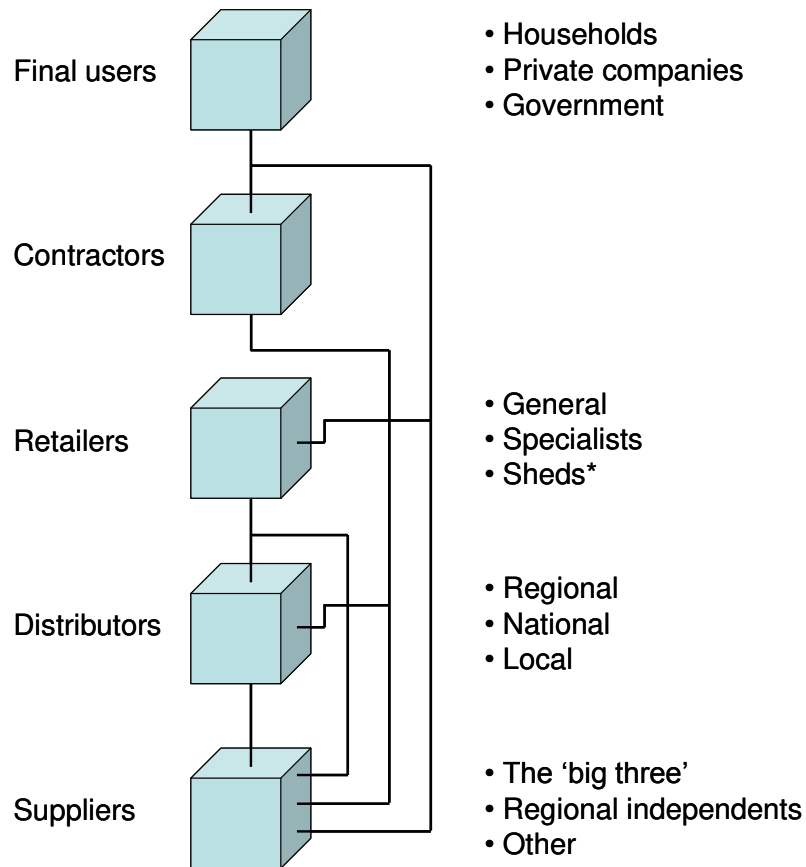 Final users
• Households
• Private companies
• Government
Contractors
Retailers
• General
• Specialists
• Sheds*
Distributors
• Regional
• National
• Local
Suppliers
• The ‘big three’
• Regional independents
• Other